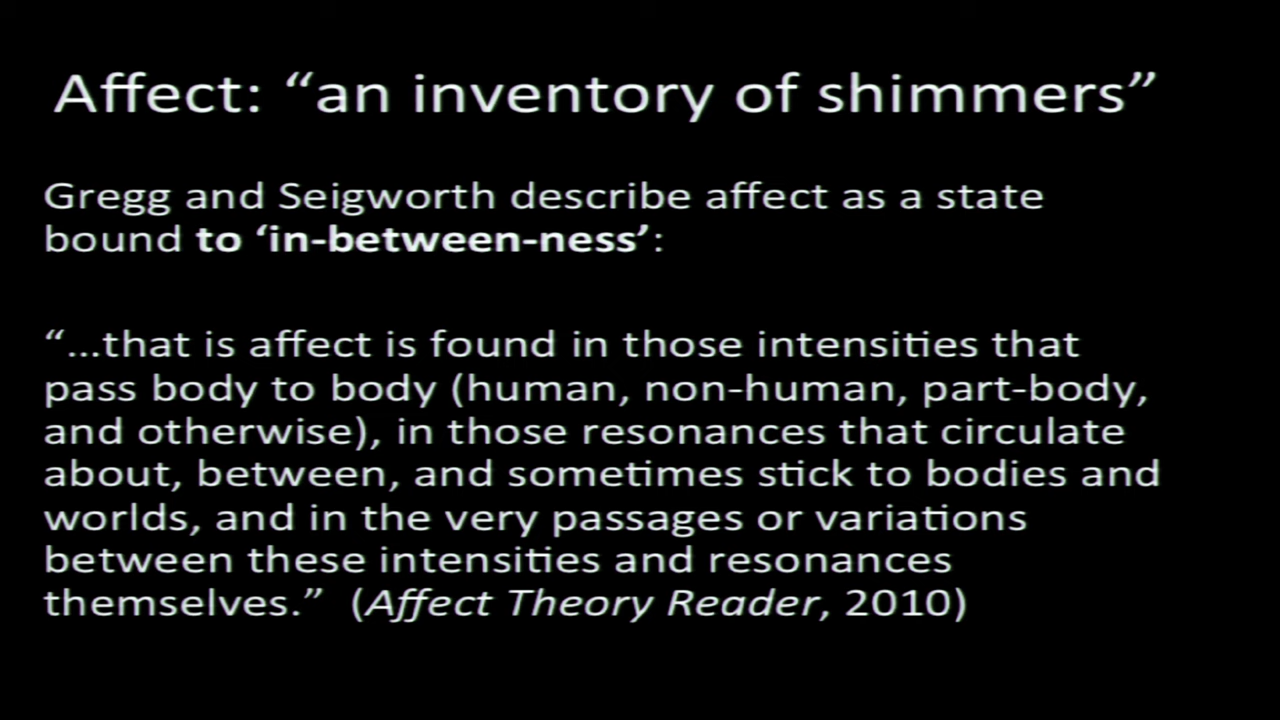 Affect: “an inventory of shimmers”
Gregg and Seigworth describe affect as a state
bound to ‘in-between-ness’:
“...that is affect is found in those intensities that
pass body to body (human, non-human, part-body,
and otherwise), in those resonances that circulate
about, between, and sometimes stick to bodies and
worlds, and in the very passages or variations
between these intensities and resonances
themselves.” (Affect Theory Reader, 2010)